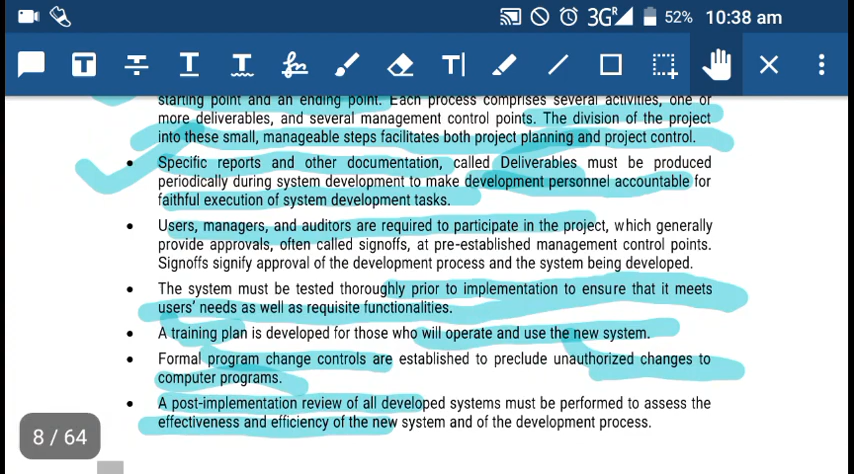 3G R 52% 10:38 am
T T T T T
starting point and an ending point. Each process comprises several activities, one or
more deliverables, and several management control points. The division of the project
into these small, manageable steps facilitates both project planning and project control.
• Specific reports and other documentation, called Deliverables must be produced
periodically during system development to make development personnel accountable for
faithful execution of system development tasks.
• Users, managers, and auditors are required to participate in the project, which generally
provide approvals, often called signoffs, at pre-established management control points.
Signoffs signify approval of the development process and the system being developed.
• The system must be tested thoroughly prior to implementation to ensure that it meets
users' needs as well as requisite functionalities.
• A training plan is developed for those who will operate and use the new system.
• Formal program change controls are established to preclude unauthorized changes to
computer programs.
• A post-implementation review of all developed systems must be performed to assess the
effectiveness and efficiency of the new system and of the development process.
8 / 64